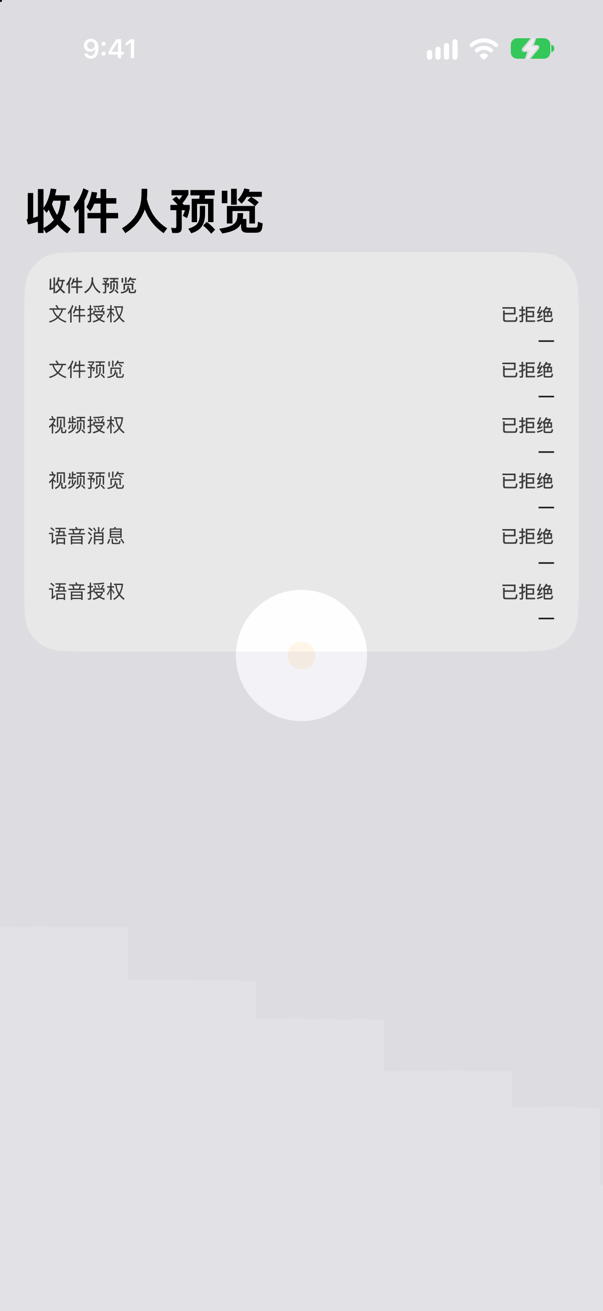 9:41
收件人预览
收件人预览
文件授权 已拒绝
—
文件预览 已拒绝
—
视频授权 已拒绝
—
视频预览 已拒绝
—
语音消息 已拒绝
—
语音授权 已拒绝
—